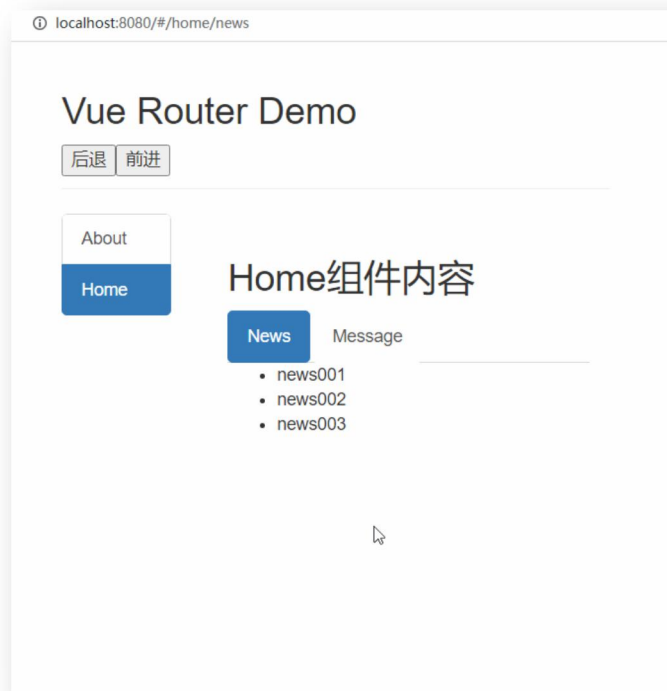 localhost:8080/#/home/news
Vue Router Demo
后退 前进
About
Home
Home组件内容
News Message
news001
news002
news003